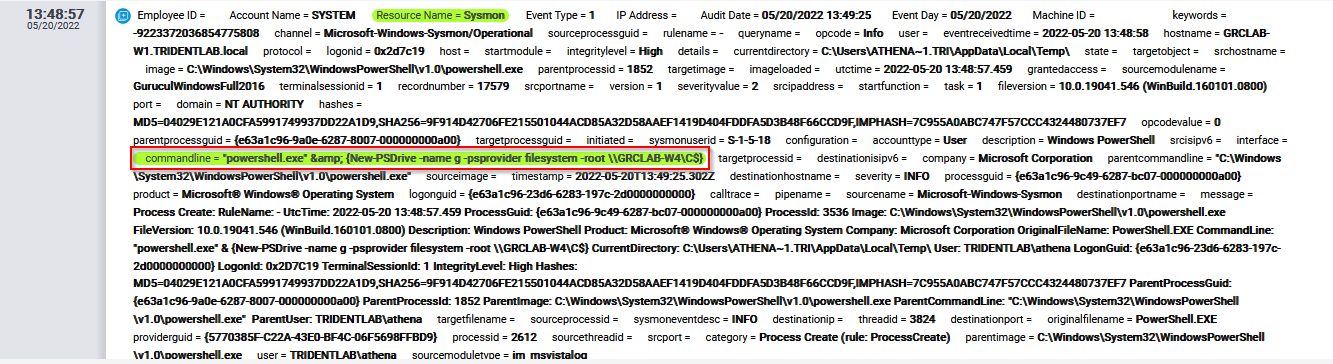 13:48:57
05/20/2022
Employee ID = Account Name = SYSTEM Resource Name = Sysmon Event Type = 1 IP Address = Audit Date = 05/20/2022 13:49:25 Event Day = 05/20/2022 Machine ID = keywords =
-9223372036854775808 channel = Microsoft-Windows-Sysmon/Operational sourceprocessguid = rulename = - queryname = opcode = Info user = eventreceivedtime = 2022-05-20 13:48:58 hostname = GRCLAB-
W1.TRIDENTLAB.local protocol = logonid = 0x2d7c19 host = startmodule = integritylevel = High details = currentdirectory = C:\Users\ATHENA~1.TRI\AppData\Local\Temp\ state = targetobject = srchostname
= image = C:\Windows\System32\WindowsPowerShell\v1.0\powershell.exe parentprocessid = 1852 targetimage = imageloaded = utctime = 2022-05-20 13:48:57.459 grantedaccess = sourcemodulename =
GuruculWindowsFull2016 terminalsessionid = 1 recordnumber = 17579 srcportname = version = 1 severityvalue = 2 srcipaddress = startfunction = task = 1 fileversion = 10.0.19041.546 (WinBuild.160101.0800)
port = domain = NT AUTHORITY hashes =
MD5=04029E121A0CFA5991749937DD22A1D9,SHA256=9F914D42706FE215501044ACD85A32D58AAEF1419D404FDDFA5D3B48F66CCD9F,IMPHASH=7C955A0ABC747F57CCC4324480737EF7 opcodevalue = 0
parentprocessguid = {e63a1c96-9a0e-6287-8007-000000000a00} targetprocessguid = initiated = sysmonuserid = S-1-5-18 configuration = accounttype = User description = Windows PowerShell srcisipv6 = interface =
commandline = "powershell.exe" &amp; {New-PSDrive -name g -psprovider filesystem -root \\GRCLAB-W4\C$} targetprocessid = destinationisipv6 = company = Microsoft Corporation parentcommandline = "C:\Windows
\System32\WindowsPowerShell\v1.0\powershell.exe" sourceimage = timestamp = 2022-05-20T13:49:25.302Z destinationhostname = severity = INFO processguid = {e63a1c96-9c49-6287-bc07-000000000a00}
product = Microsoft® Windows® Operating System logonguid = {e63a1c96-23d6-6283-197c-2d0000000000} calltrace = pipename = sourcename = Microsoft-Windows-Sysmon destinationportname = message =
Process Create: RuleName: - UtcTime: 2022-05-20 13:48:57.459 ProcessGuid: {e63a1c96-9c49-6287-bc07-000000000a00} ProcessId: 3536 Image: C:\Windows\System32\WindowsPowerShell\v1.0\powershell.exe
FileVersion: 10.0.19041.546 (WinBuild.160101.0800) Description: Windows PowerShell Product: Microsoft® Windows® Operating System Company: Microsoft Corporation OriginalFileName: PowerShell.EXE CommandLine:
"powershell.exe" & {New-PSDrive -name g -psprovider filesystem -root \\GRCLAB-W4\C$} CurrentDirectory: C:\Users\ATHENA~1.TRI\AppData\Local\Temp\ User: TRIDENTLAB\athena LogonGuid: {e63a1c96-23d6-6283-197c-
2d0000000000} LogonId: 0x2D7C19 TerminalSessionId: 1 IntegrityLevel: High Hashes:
MD5=04029E121A0CFA5991749937DD22A1D9,SHA256=9F914D42706FE215501044ACD85A32D58AAEF1419D404FDDFA5D3B48F66CCD9F,IMPHASH=7C955A0ABC747F57CCC4324480737EF7 ParentProcessGuid:
{e63a1c96-9a0e-6287-8007-000000000a00} ParentProcessId: 1852 ParentImage: C:\Windows\System32\WindowsPowerShell\v1.0\powershell.exe ParentCommandLine: "C:\Windows\System32\WindowsPowerShell
\v1.0\powershell.exe" ParentUser: TRIDENTLAB\athena targetfilename = sourceprocessid = sysmoneventdesc = INFO destinationip = threadid = 3824 destinationport = originalfilename = PowerShell.EXE
providerguid = {5770385F-C22A-43E0-BF4C-06F5698FFBD9} processid = 2612 sourcethreadid = srcport = category = Process Create (rule: ProcessCreate) parentimage = C:\Windows\System32\WindowsPowerShell
\v1.0\powershell.exe user = TRIDENTLAB\athena sourcemoduletype = im_msvistalog